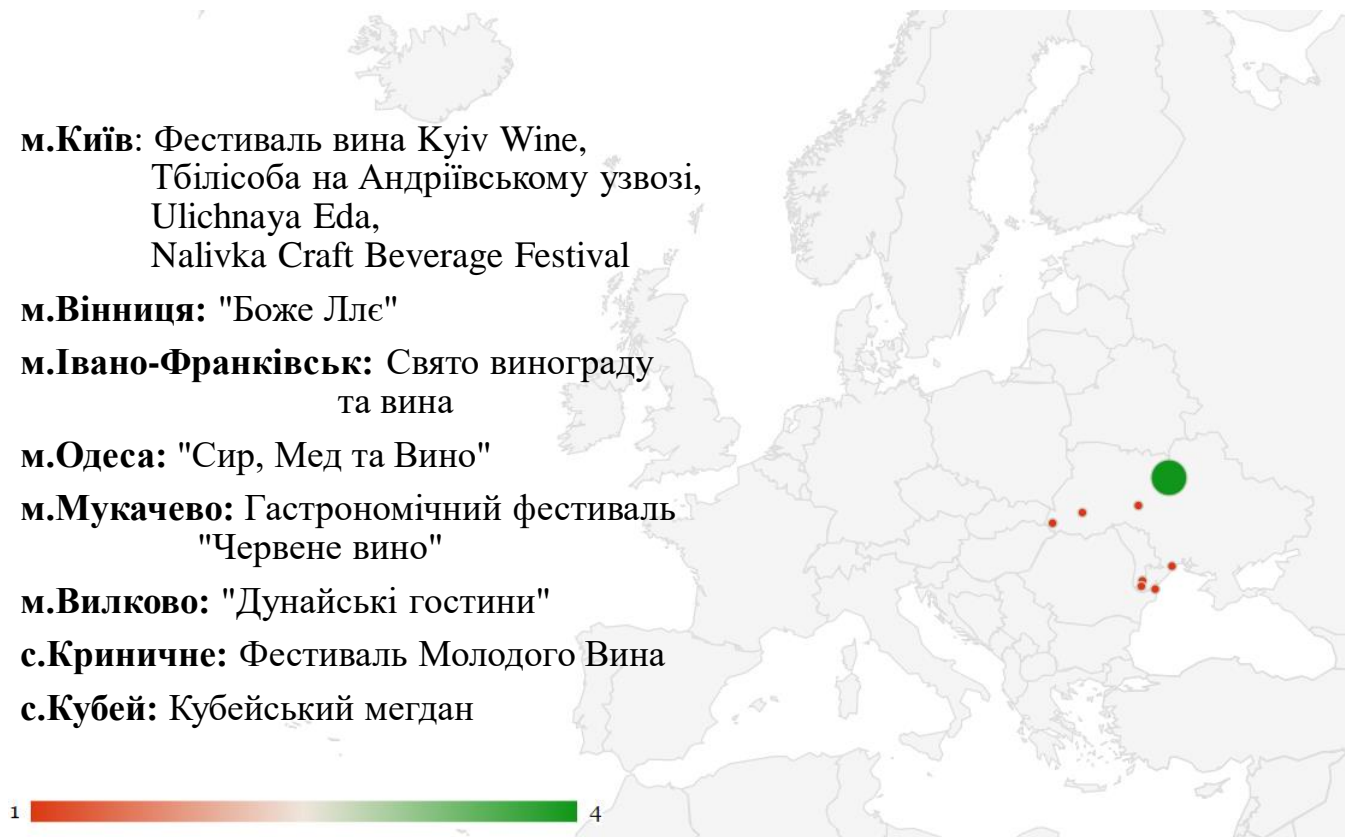 м.Київ: Фестиваль вина Kyiv Wine,
Тбілісоба на Андріївському узвозі,
Ulichnaya Eda,
Nalivka Craft Beverage Festival
м.Вінниця: "Боже Ллє"
м.Івано-Франківськ: Свято винограду
та вина
м.Одеса: "Сир, Мед та Вино"
м.Мукачево: Гастрономічний фестиваль
"Червене вино"
м.Вилково: "Дунайські гостини"
с.Криничне: Фестиваль Молодого Вина
с.Кубей: Кубейський мегдан
1 4